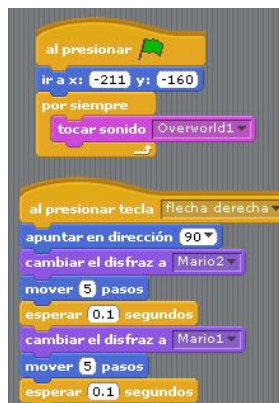 al presionar
ir a x: -211 y: -160
por siempre
tocar sonido Overworld1
al presionar tecla flecha derecha
apuntar en dirección 90
cambiar el disfraz a Mario2
mover 5 pasos
esperar 0.1 segundos
cambiar el disfraz a Mario1
mover 5 pasos
esperar 0.1 segundos